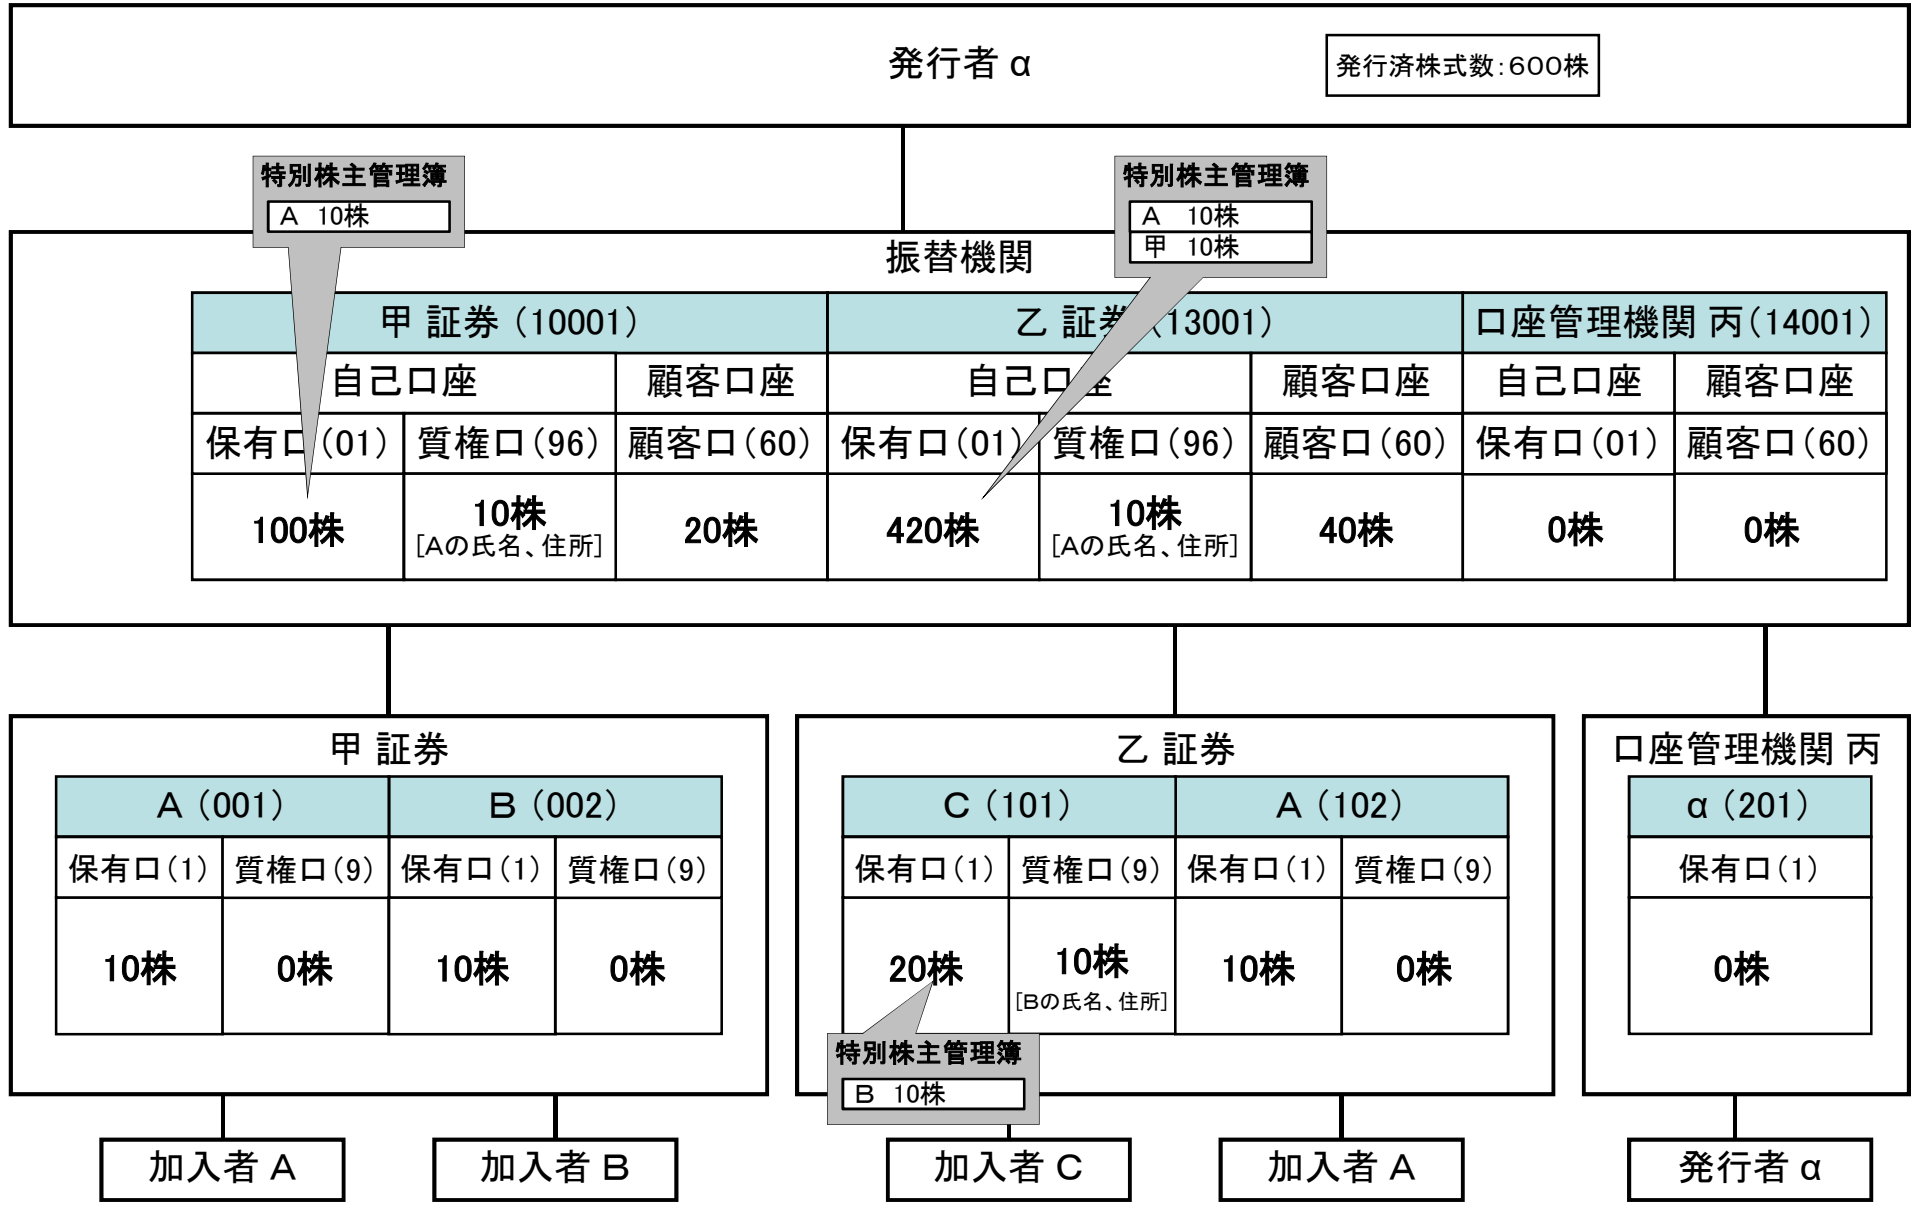 発行者 α
発行済株式数:600株
特別株主管理簿
A 10株
特別株主管理簿
A 10株
甲 10株
振替機関
甲 証券 (10001)
乙 証券 (13001)
口座管理機関 丙(14001)
自己口座
顧客口座
自己口座
顧客口座
自己口座
顧客口座
保有口(01)
質権口(96)
顧客口(60)
保有口(01)
質権口(96)
顧客口(60)
保有口(01)
顧客口(60)
100株
10株
[Aの氏名、住所]
20株
420株
10株
[Aの氏名、住所]
40株
0株
0株
甲 証券
A (001)
B (002)
保有口(1)
質権口(9)
保有口(1)
質権口(9)
10株
0株
10株
0株
乙 証券
C (101)
A (102)
保有口(1)
質権口(9)
保有口(1)
質権口(9)
20株
10株
[Bの氏名、住所]
10株
0株
特別株主管理簿
B 10株
口座管理機関 丙
α (201)
保有口(1)
0株
加入者 A
加入者 B
加入者 C
加入者 A
発行者 α